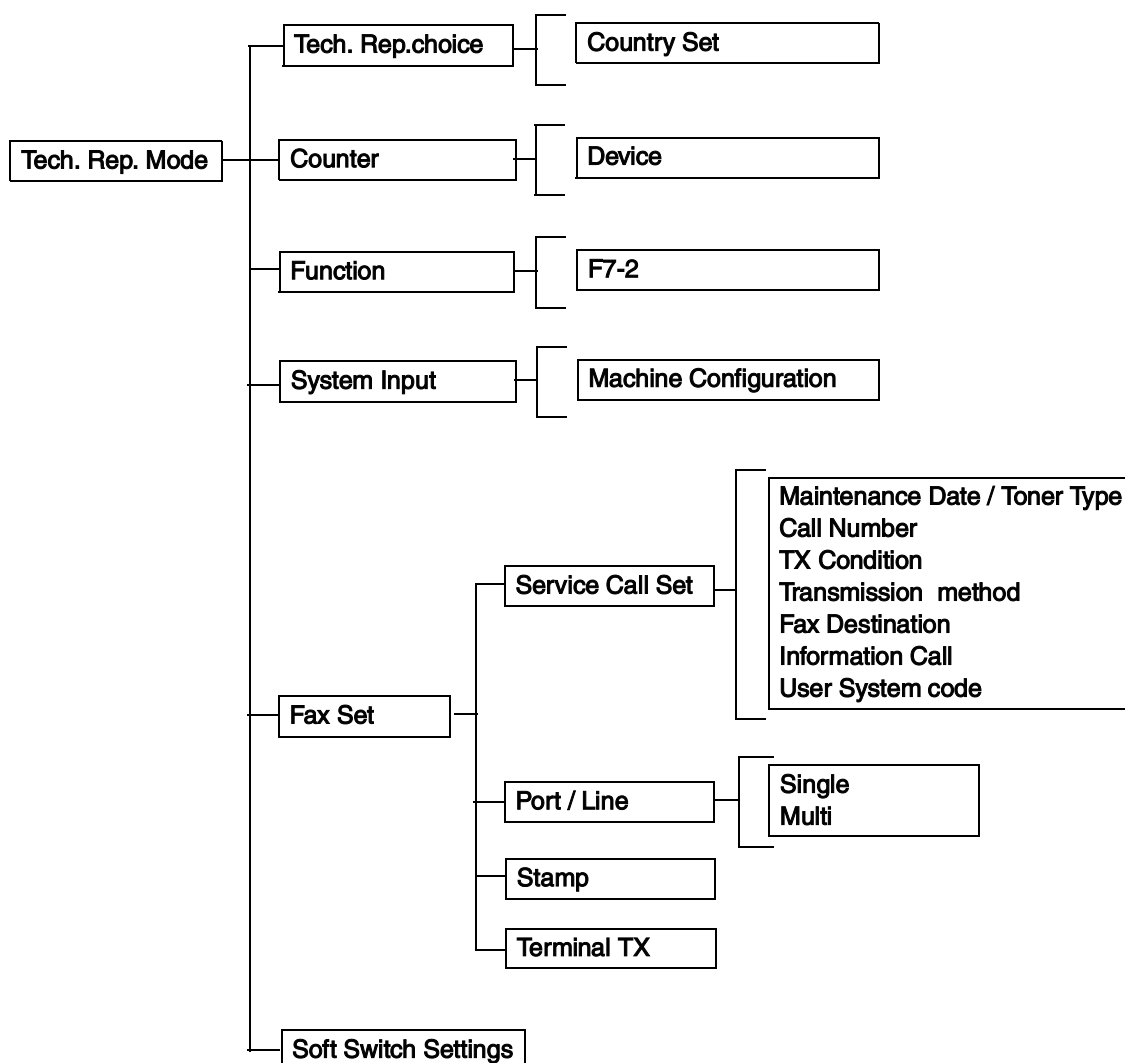 Tech. Rep. Mode
Tech. Rep.choice
Country Set
Counter
Device
Function
F7-2
System Input
Machine Configuration
Fax Set
Service Call Set
Maintenance Date / Toner Type
Call Number
TX Condition
Transmission method
Fax Destination
Information Call
User System code
Port / Line
Single
Multi
Stamp
Terminal TX
Soft Switch Settings